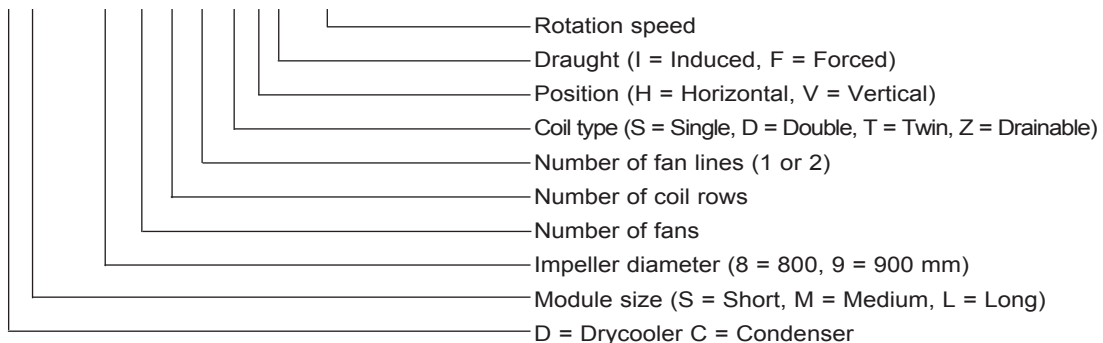 Rotation speed
Draught (I = Induced, F = Forced)
Position (H = Horizontal, V = Vertical)
Coil type (S = Single, D = Double, T = Twin, Z = Drainable)
Number of fan lines (1 or 2)
Number of coil rows
Number of fans
Impeller diameter (8 = 800, 9 = 900 mm)
Module size (S = Short, M = Medium, L = Long)
D = Drycooler C = Condenser